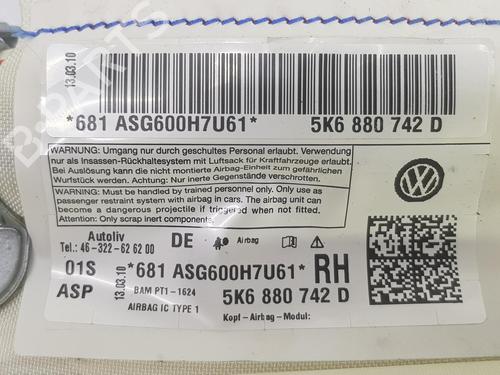 13.03.10
*681 ASG600H7U61*
5K6 880 742 D
WARNUNG: Umgang nur durch geschultes Personal erlaubt. Verwendung
nur als Insassen-Rückhaltesystem mit Luftsack für Kraftfahrzeuge erlaubt.
Bei Auslösung kann die nicht montierte Airbag-Einheit zum gefährlichen
Wurfstück werden. Achtung: Nur inerte Gegenstände verschrotten.
WARNING: Must be handled by trained personnel only. Only use as
passenger restraint system with airbag in cars. The airbag unit can
become a dangerous projectile if triggered when not mounted.
Attention: Only scrap inert components.
Autoliv
Tel.: 46-322-62 62 00
DE
Airbag
01S
ASP
13.03.10
*681 ASG600H7U61*
RH
BAM PT1-1624
AIRBAG IC TYPE 1
5K6 880 742 D
Kopf-Airbag-Modul:
B-PARTS